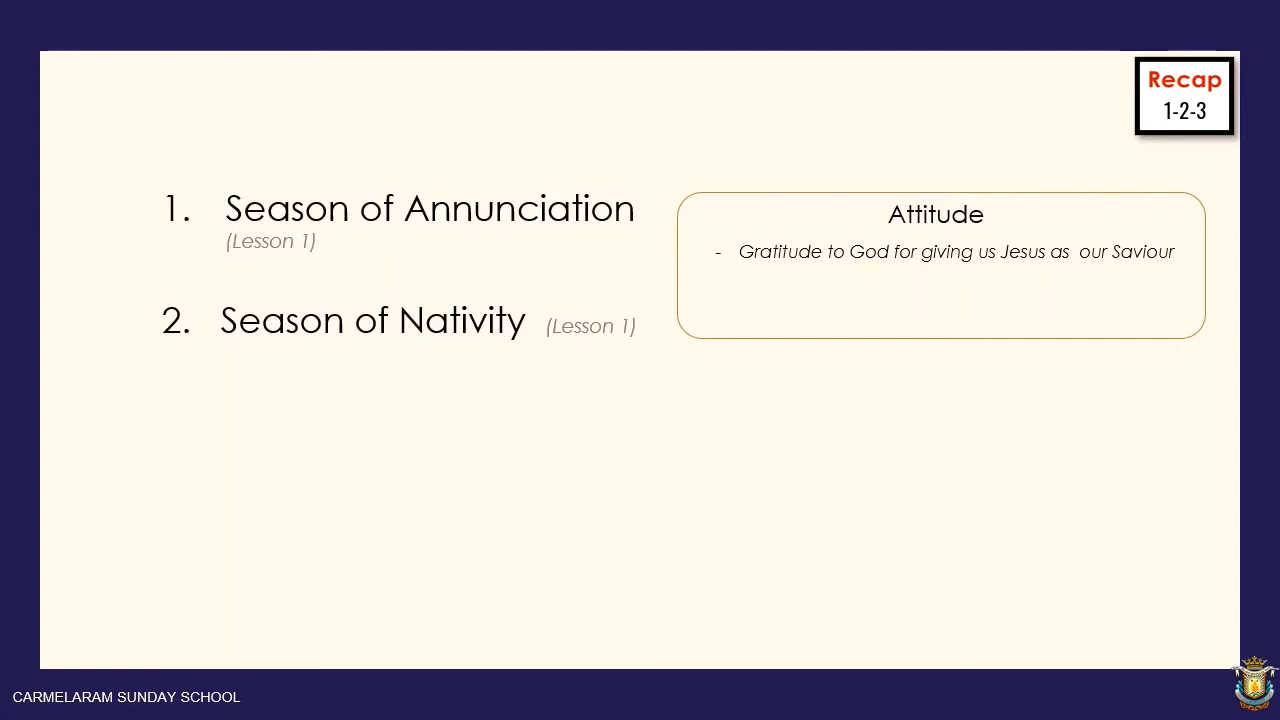 Recap
1-2-3
1. Season of Annunciation
(Lesson 1)
2. Season of Nativity (Lesson 1)
Attitude
- Gratitude to God for giving us Jesus as our Saviour
CARMELARAM SUNDAY SCHOOL